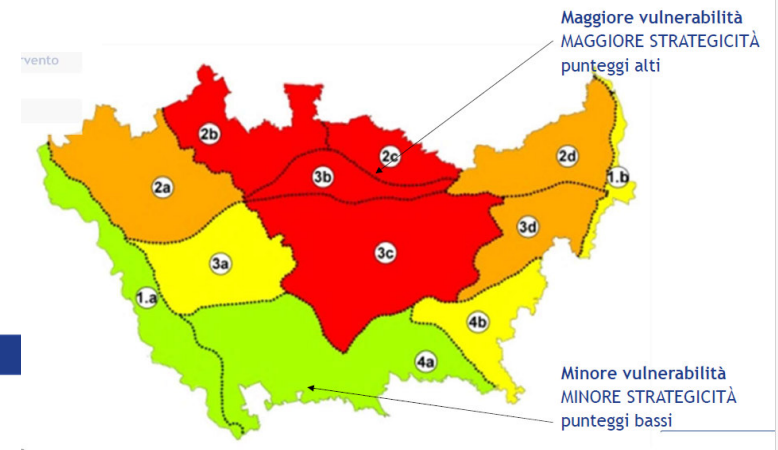 Maggiore vulnerabilità
MAGGIORE STRATEGICITÀ
punteggi alti
rvento
2b
2c
2d
3b
1.b
2a
3d
3c
3a
1.a
4b
4a
Minore vulnerabilità
MINORE STRATEGICITÀ
punteggi bassi